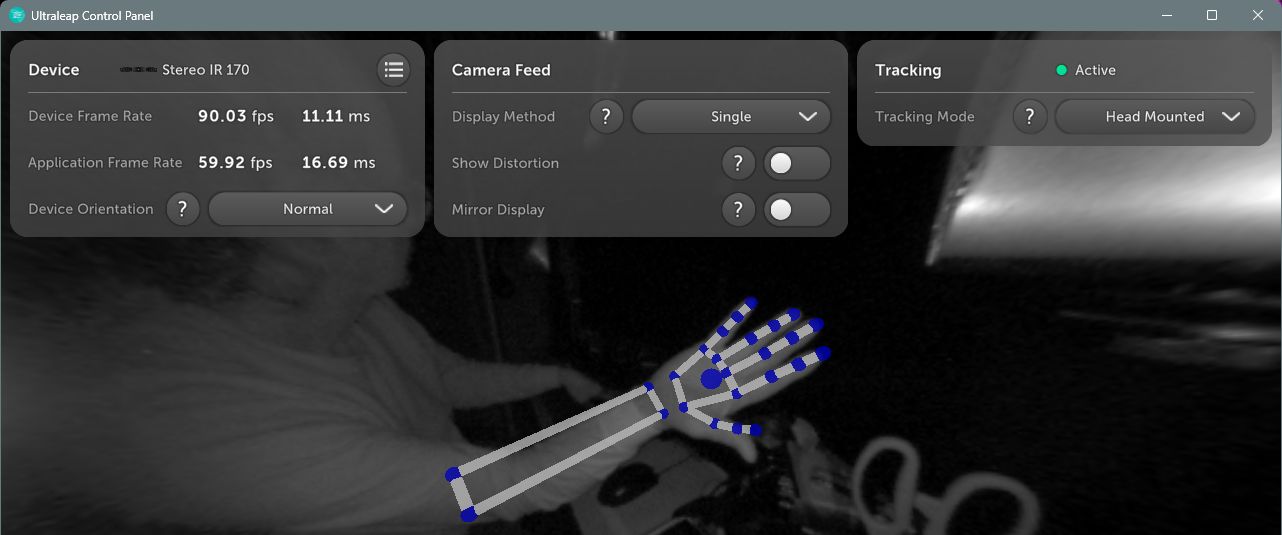 Ultraleap Control Panel
Device Stereo IR 170
Device Frame Rate 90.03 fps 11.11 ms
Application Frame Rate 59.92 fps 16.69 ms
Device Orientation ? Normal
Camera Feed
Display Method ? Single
Show Distortion ?
Mirror Display ?
Tracking Active
Tracking Mode ? Head Mounted